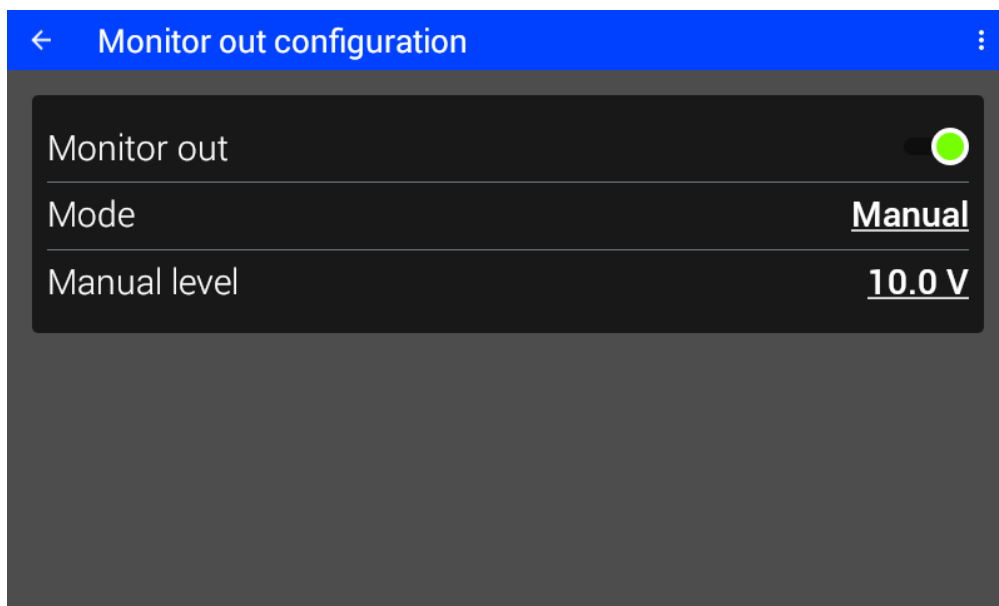 Monitor out configuration
Monitor out
Mode Manual
Manual level 10.0 V